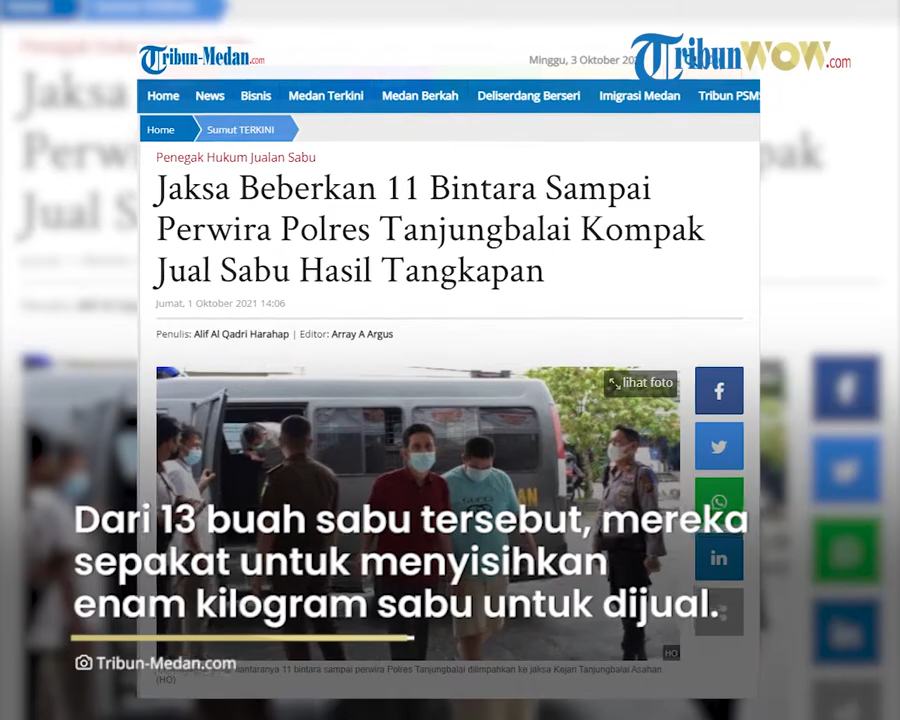 Tribun-Medan.com
Minggu, 3 Oktober
TribunWOW.com
Home News Bisnis Medan Terkini Medan Berkah Deliserdang Berseri Imigrasi Medan Tribun PSMS
Home Sumut TERKINI
Penegak Hukum Jualan Sabu
Jaksa Beberkan 11 Bintara Sampai
Perwira Polres Tanjungbalai Kompak
Jual Sabu Hasil Tangkapan
Jumat, 1 Oktober 2021 14:06
Penulis: Alif Al Qadri Harahap | Editor: Array A Argus
lihat foto
Dari 13 buah sabu tersebut, mereka
sepakat untuk menyisihkan
enam kilogram sabu untuk dijual.
HO
Tribun-Medan.com
11 bintara sampai perwira Polres Tanjungbalai dilimpahkan ke jaksa Kejari Tanjungbalai Asahan
(HO)